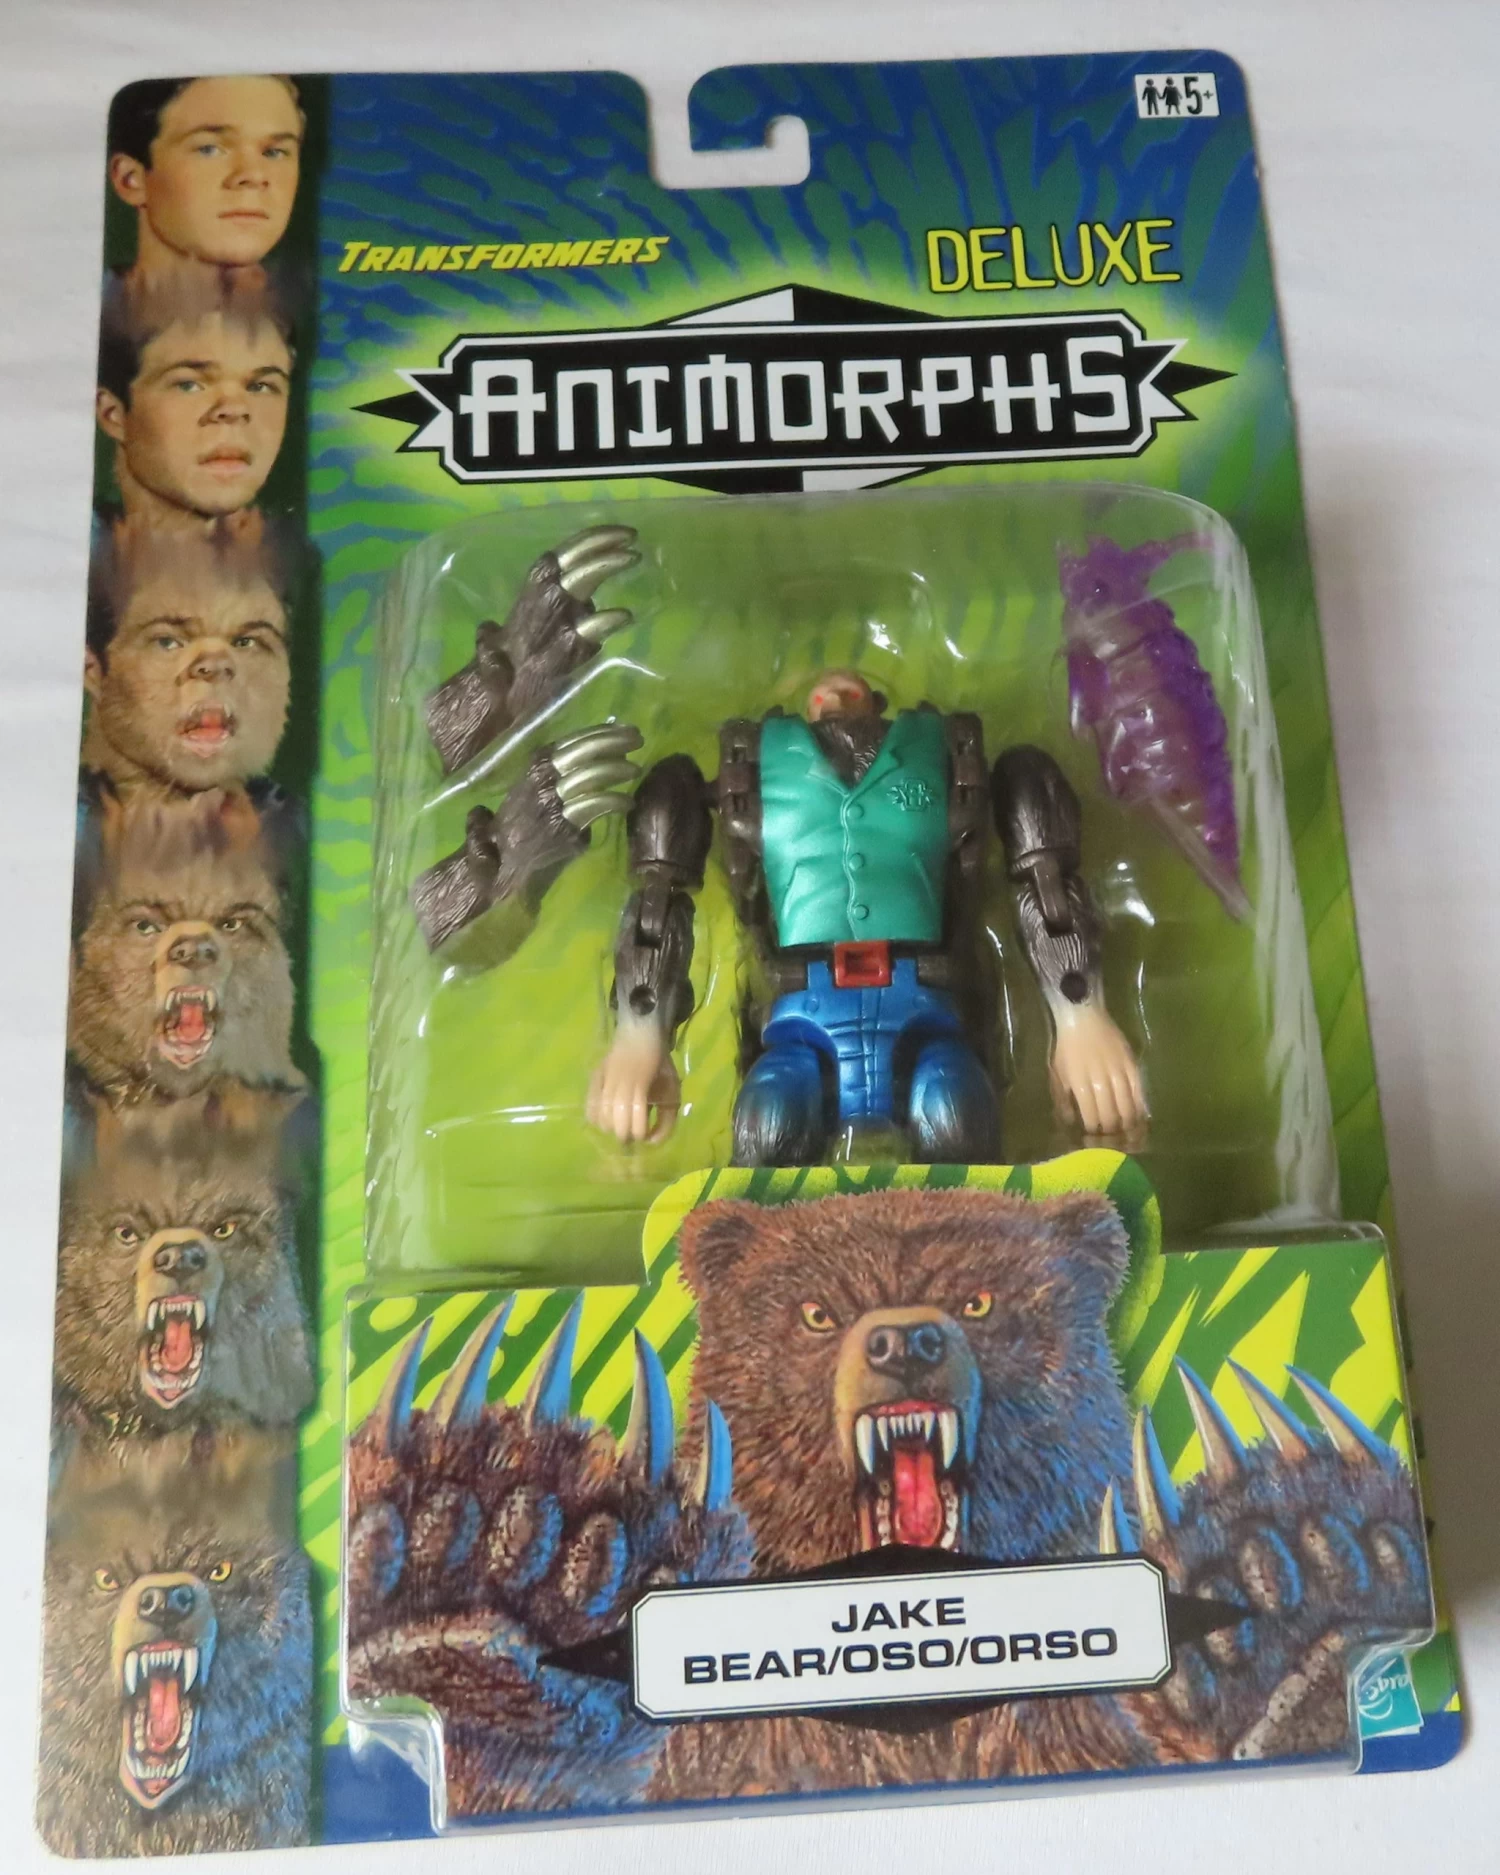 5+
TRANSFORMERS
DELUXE
ANIMORPHS
JAKE
BEAR/OSO/ORSO